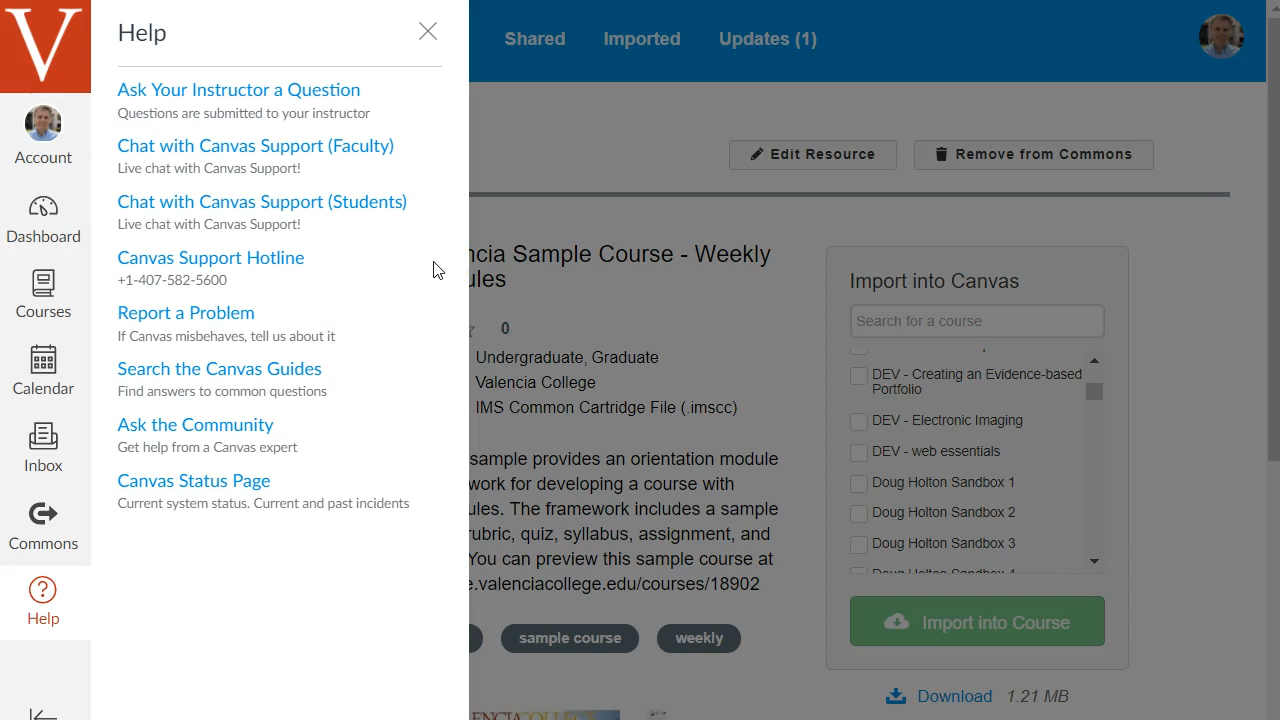 V
Account
Dashboard
Courses
Calendar
Inbox
Commons
Help
Help
Ask Your Instructor a Question
Questions are submitted to your instructor
Chat with Canvas Support (Faculty)
Live chat with Canvas Support!
Chat with Canvas Support (Students)
Live chat with Canvas Support!
Canvas Support Hotline
+1-407-582-5600
Report a Problem
If Canvas misbehaves, tell us about it
Search the Canvas Guides
Find answers to common questions
Ask the Community
Get help from a Canvas expert
Canvas Status Page
Current system status. Current and past incidents
Shared Imported Updates (1)
Edit Resource Remove from Commons
ncia Sample Course - Weekly
ules
0
Undergraduate, Graduate
Valencia College
IMS Common Cartridge File (.imscc)
sample provides an orientation module
work for developing a course with
ules. The framework includes a sample
rubric, quiz, syllabus, assignment, and
You can preview this sample course at
e.valenciacollege.edu/courses/18902
sample course weekly
Import into Canvas
Search for a course
DEV - Creating an Evidence-based
Portfolio
DEV - Electronic Imaging
DEV - web essentials
Doug Holton Sandbox 1
Doug Holton Sandbox 2
Doug Holton Sandbox 3
Doug Holton Sandbox 4
Import into Course
Download 1.21 MB